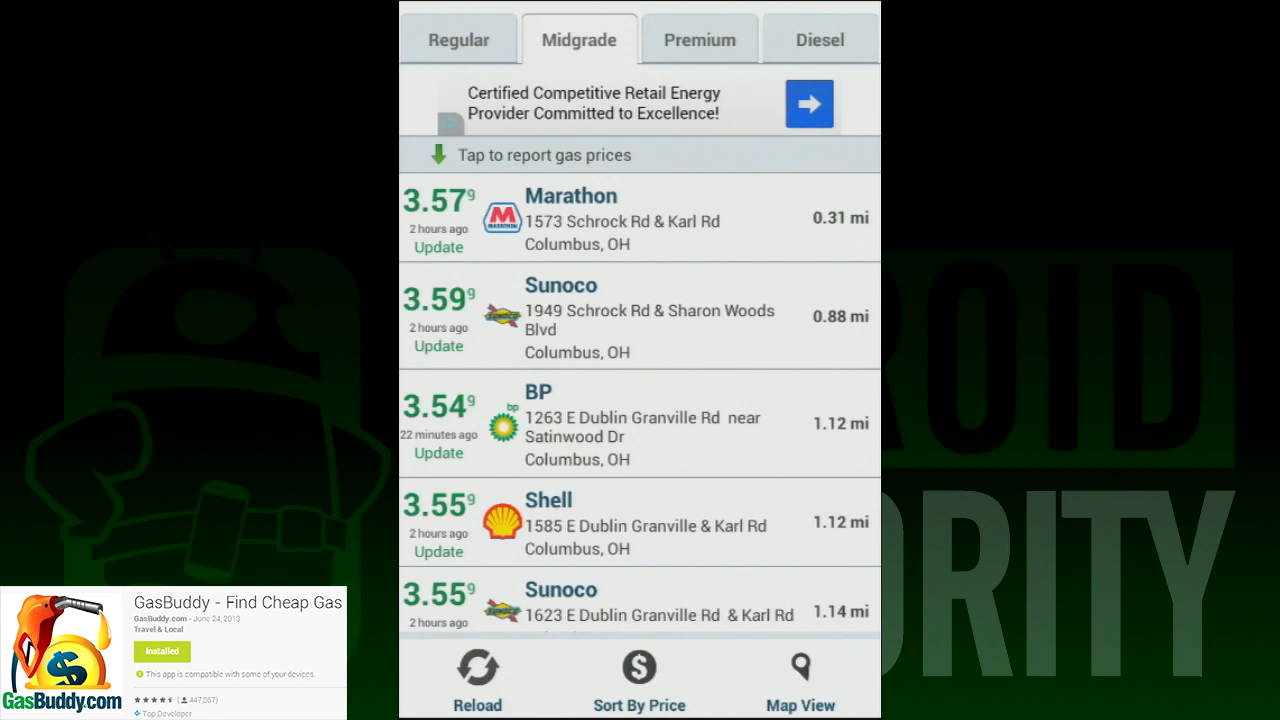 Regular
Midgrade
Premium
Diesel
Certified Competitive Retail Energy
Provider Committed to Excellence!
Tap to report gas prices
3.57⁹
2 hours ago
Update
MARATHON
Marathon
1573 Schrock Rd & Karl Rd
Columbus, OH
0.31 mi
3.59⁹
2 hours ago
Update
SUNOCO
Sunoco
1949 Schrock Rd & Sharon Woods
Blvd
Columbus, OH
0.88 mi
3.54⁹
22 minutes ago
Update
bp
BP
1263 E Dublin Granville Rd near
Satinwood Dr
Columbus, OH
1.12 mi
3.55⁹
2 hours ago
Update
Shell
1585 E Dublin Granville & Karl Rd
Columbus, OH
1.12 mi
3.55⁹
2 hours ago
SUNOCO
Sunoco
1623 E Dublin Granville Rd & Karl Rd
1.14 mi
Reload
Sort By Price
Map View
GasBuddy.com
GasBuddy - Find Cheap Gas
GasBuddy.com - June 24, 2013
Travel & Local
Installed
This app is compatible with some of your devices.
Top Developer
ROID
ORITY